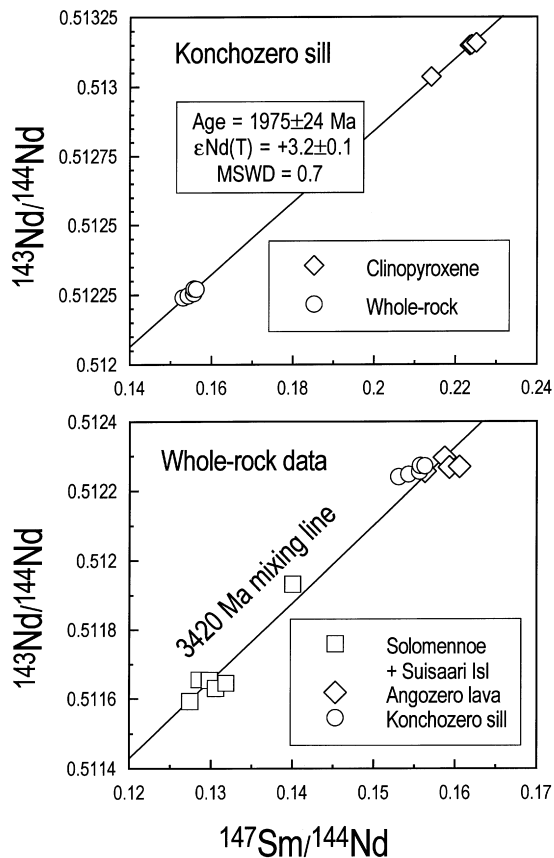 0.51325
Konchozero sill
0.513
Age = 1975±24 Ma
εNd(T) = +3.2±0.1
MSWD = 0.7
0.51275
0.5125
143Nd/144Nd
Clinopyroxene
Whole-rock
0.51225
0.512
0.14 0.16 0.18 0.2 0.22 0.24
0.5124
Whole-rock data
0.5122
143Nd/144Nd
0.512
3420 Ma mixing line
0.5118
Solomennoe
+ Suisaari Isl
Angozero lava
Konchozero sill
0.5116
0.5114
0.12 0.13 0.14 0.15 0.16 0.17
147Sm/144Nd